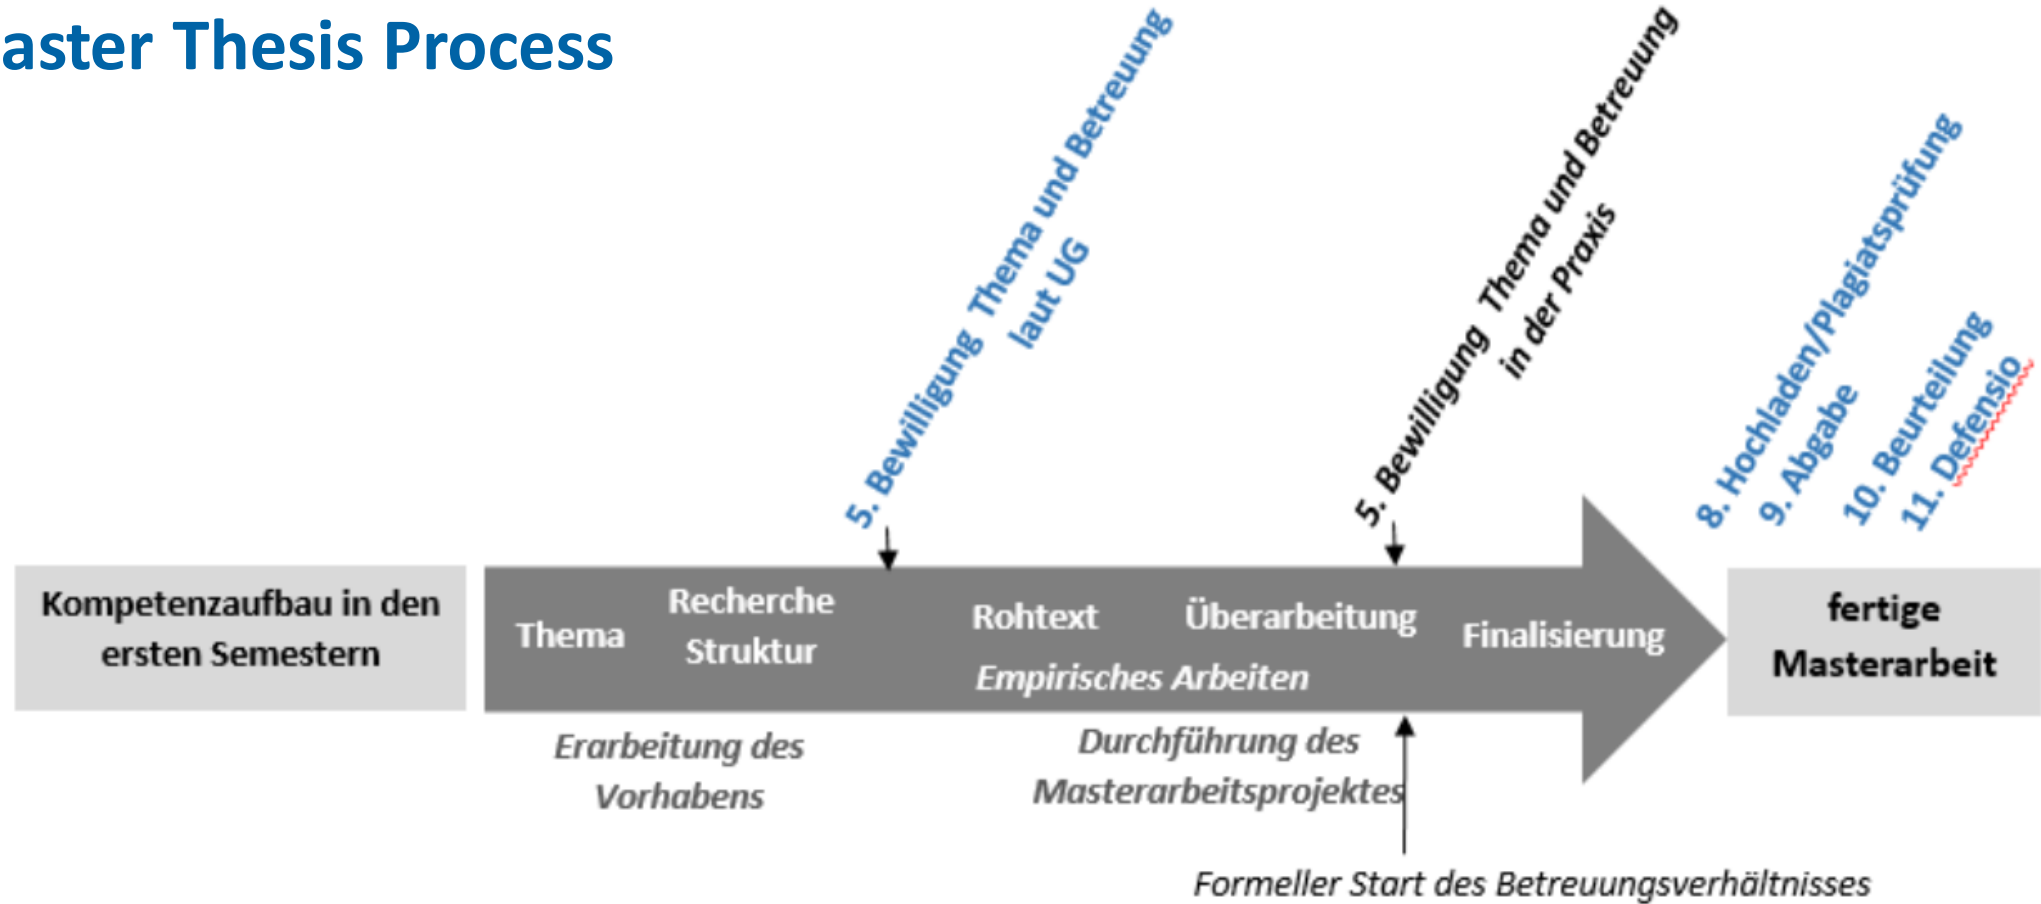 aster Thesis Process
5. Bewilligung Thema und Betreuung
laut UG
5. Bewilligung Thema und Betreuung
in der Praxis
8. Hochladen/Plagiatsprüfung
9. Abgabe
10. Beurteilung
11. Defensio
Kompetenzaufbau in den
ersten Semestern
Thema
Recherche
Struktur
Rohtext
Überarbeitung
Empirisches Arbeiten
Finalisierung
fertige
Masterarbeit
Erarbeitung des
Vorhabens
Durchführung des
Masterarbeitsprojektes
Formeller Start des Betreuungsverhältnisses